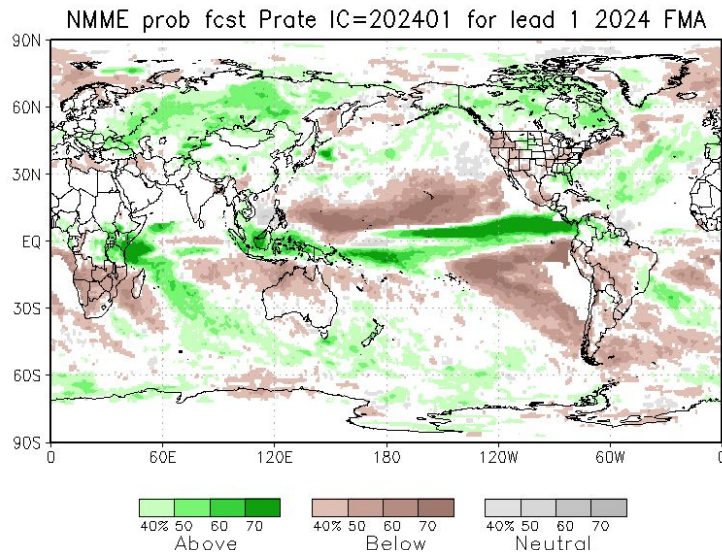 NMME prob fcst Prate IC=202401 for lead 1 2024 FMA
90N
60N
30N
EQ
30S
60S
90S
0 60E 120E 180 120W 60W 0
40% 50 60 70 40% 50 60 70 40% 50 60 70
Above Below Neutral